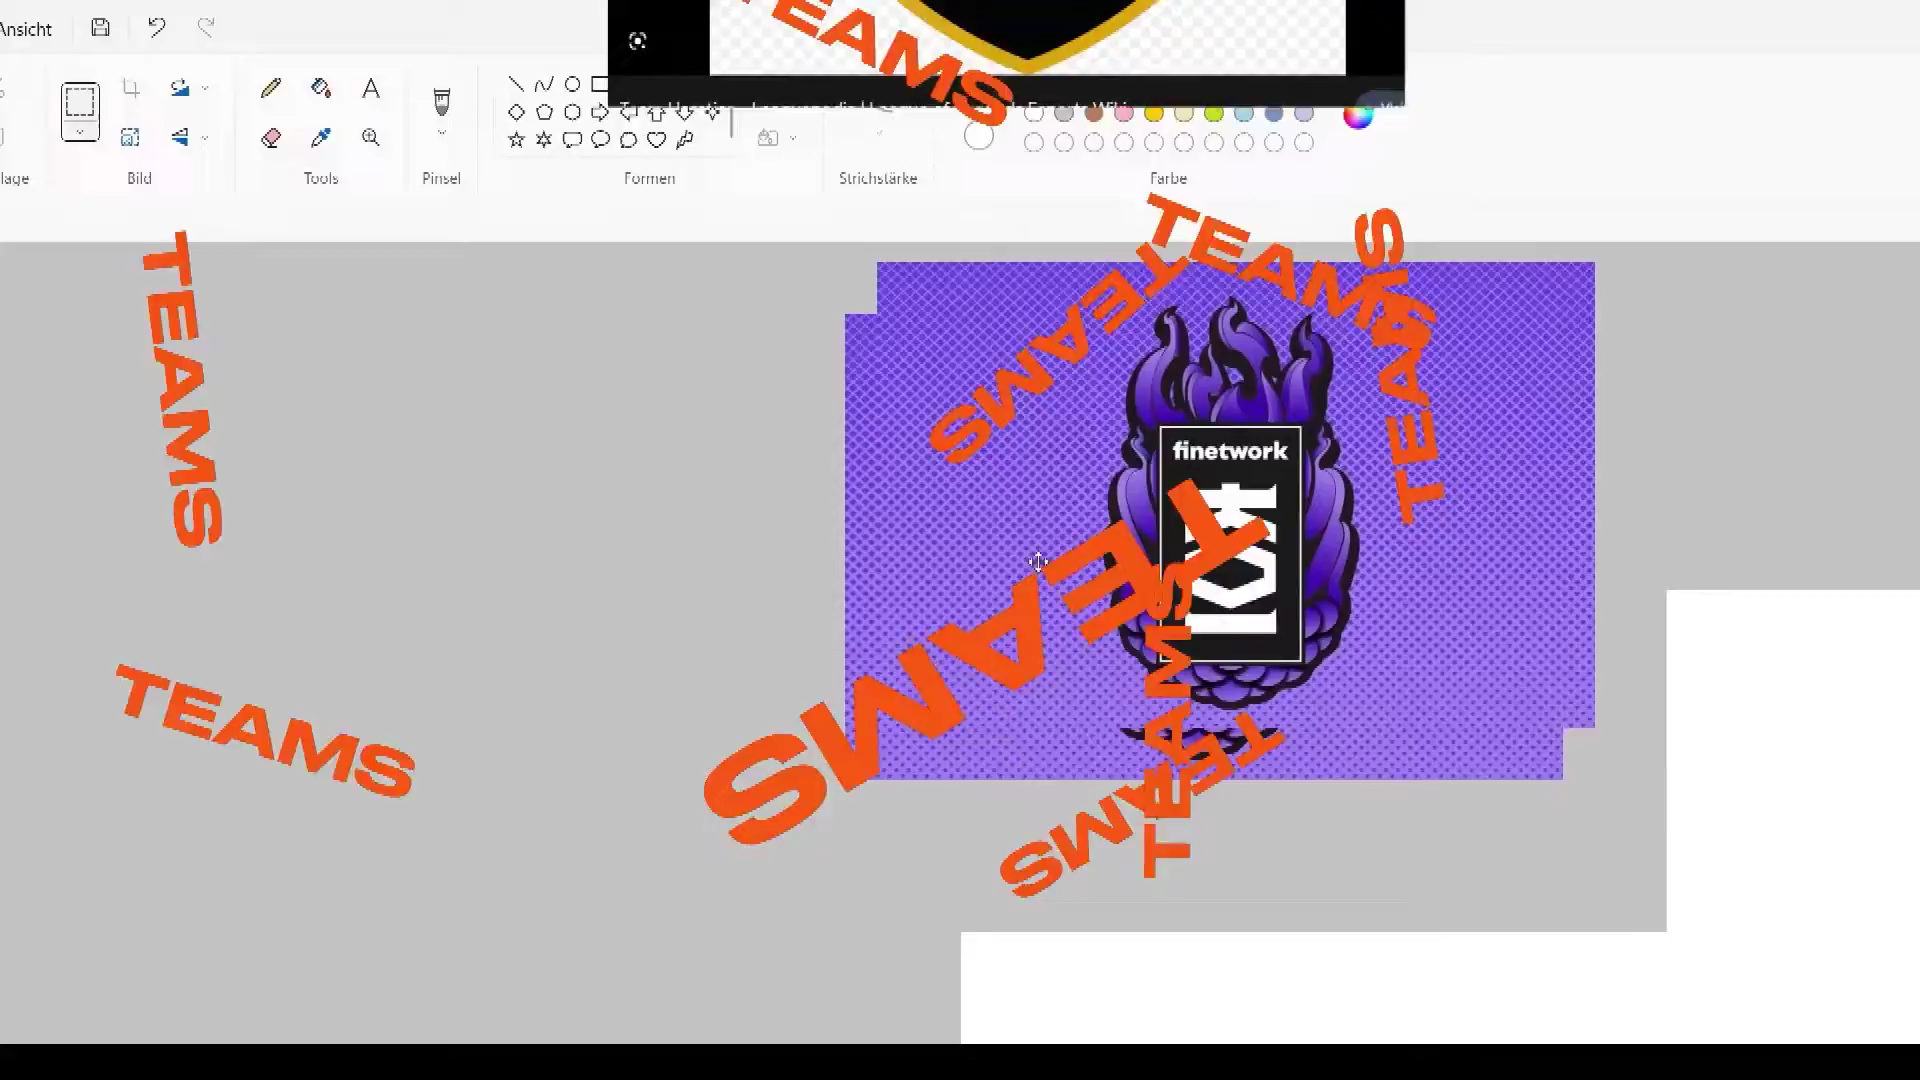 Ansicht
TEAMS
lage
Bild
Tools
Pinsel
Formen
Strichstärke
Farbe
TEAMS
TEAMS
TEAMS
TEAMS
finetwork
KOI
TEAMS
TEAMS
TEAMS
TEAMS